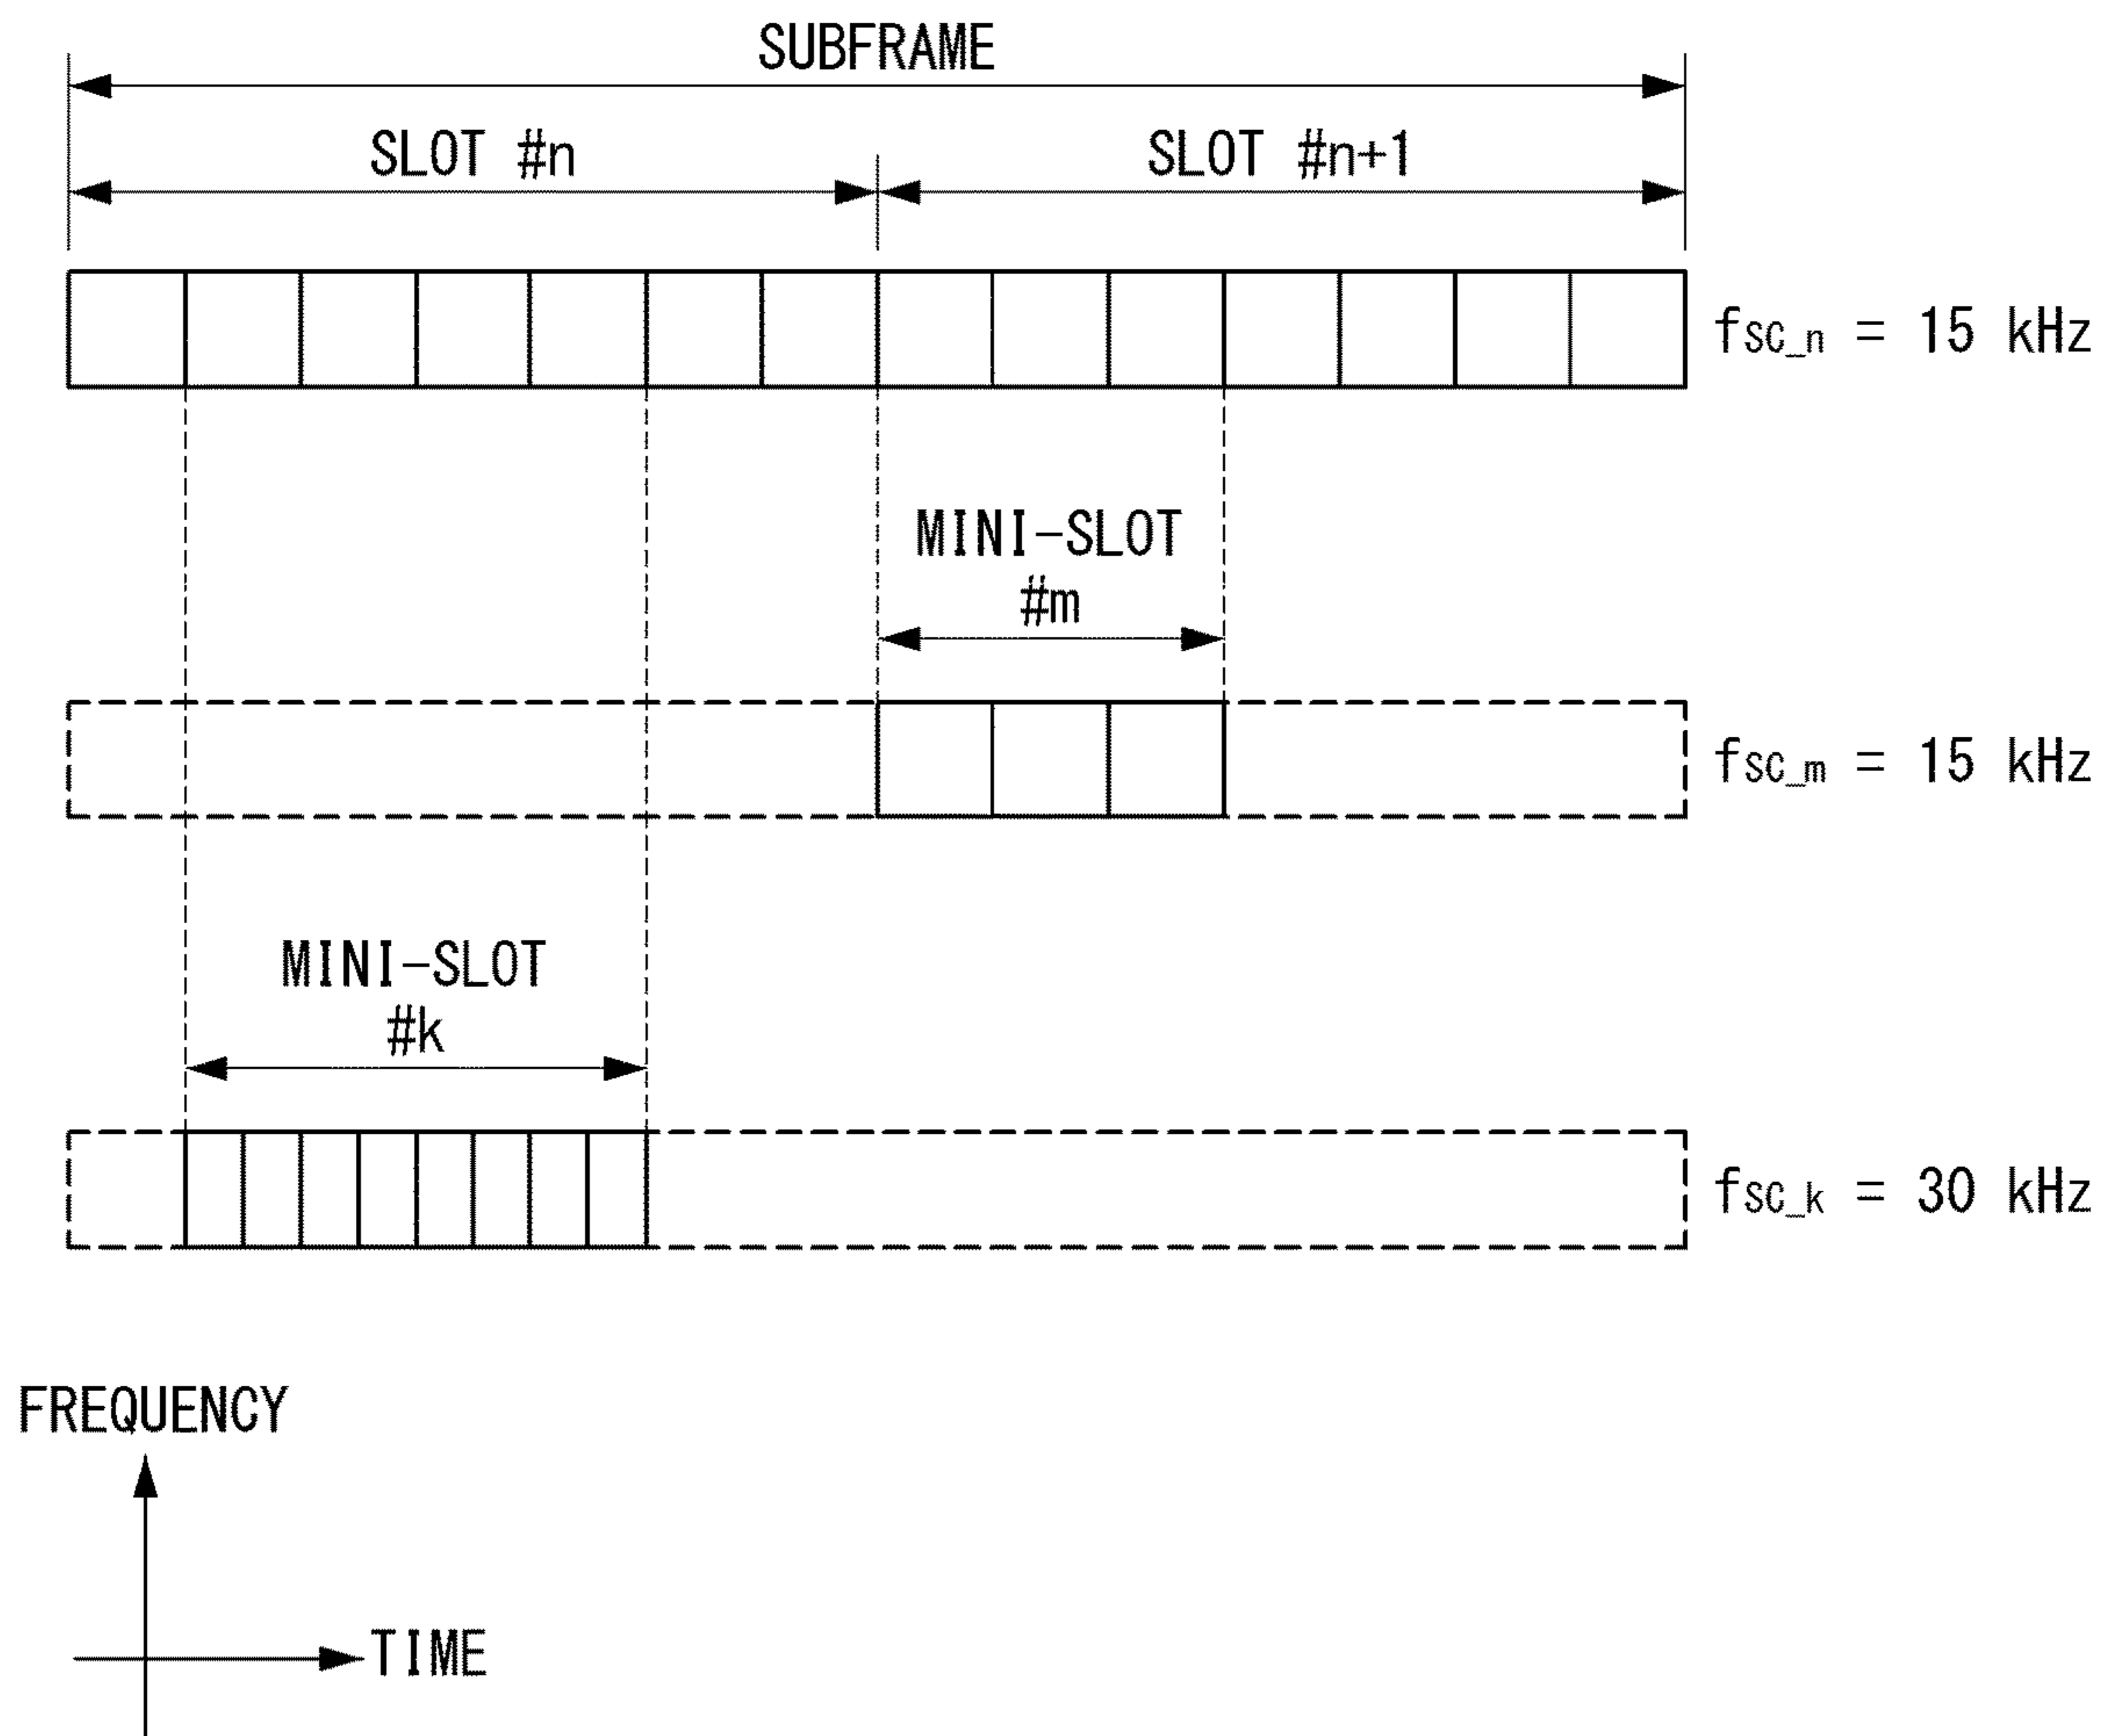 SUBFRAME
SLOT #n
SLOT #n+1
fSC_n = 15 kHz
MINI-SLOT
#m
fSC_m = 15 kHz
MINI-SLOT
#k
fSC_k = 30 kHz
FREQUENCY
TIME